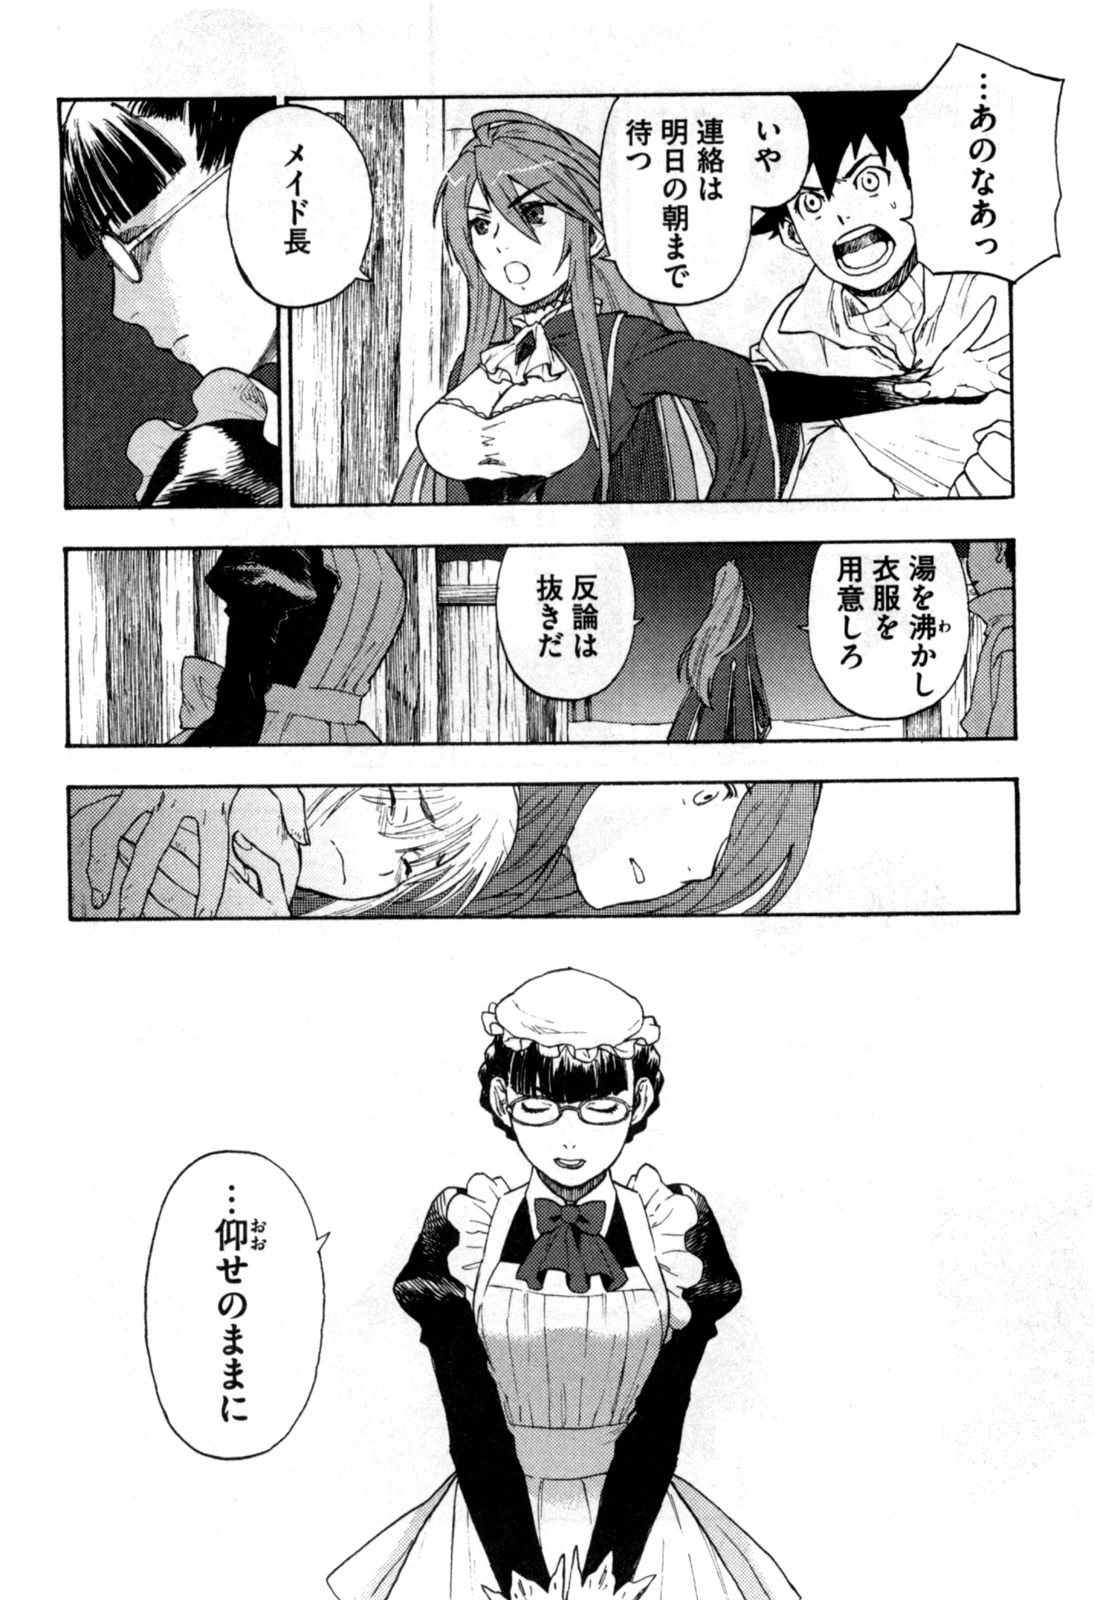 …あのなあっ
いや
連絡は
明日の朝まで
待つ
メイド長
湯を沸かし
衣服を
用意しろ
反論は
抜きだ
…仰せのままに